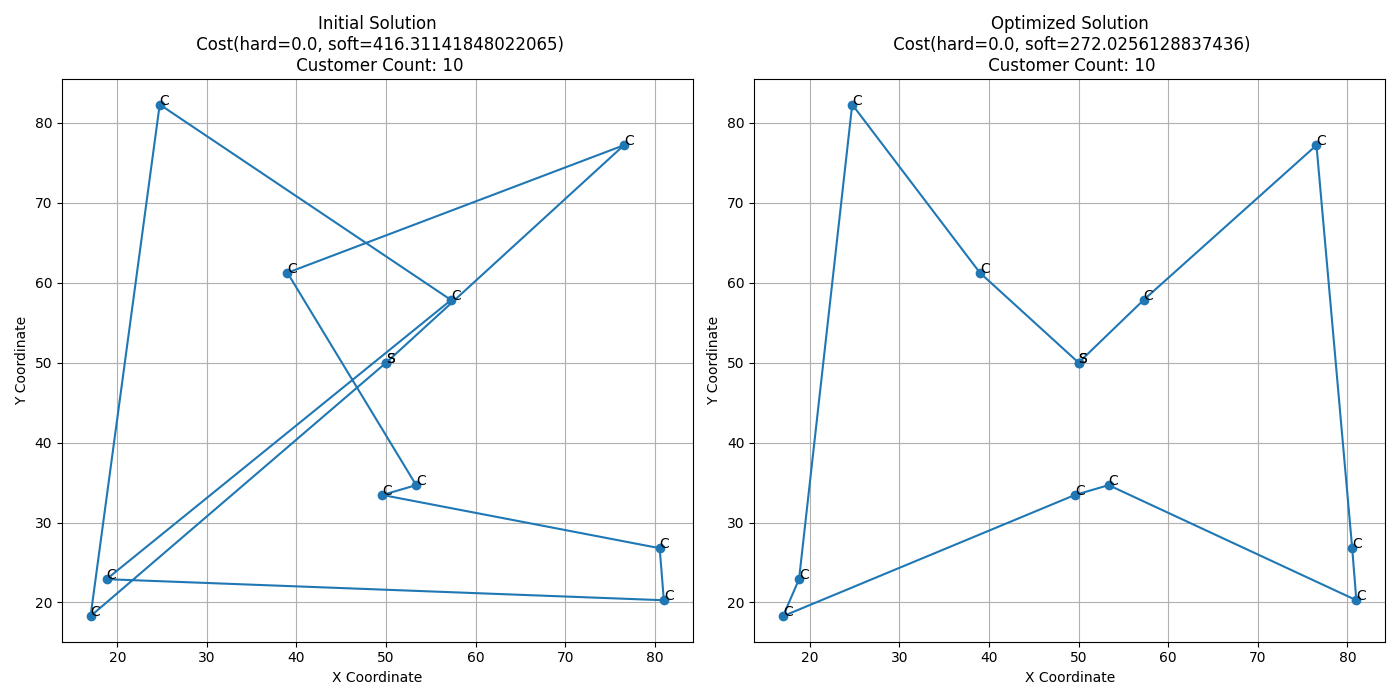 Initial Solution
Cost(hard=0.0, soft=416.31141848022065)
Customer Count: 10
Y Coordinate
80
70
60
50
40
30
20
C
C
C
C
S
C
C
C
C
C
C
20
30
40
50
60
70
80
X Coordinate
Optimized Solution
Cost(hard=0.0, soft=272.0256128837436)
Customer Count: 10
Y Coordinate
80
70
60
50
40
30
20
C
C
C
C
S
C
C
C
C
C
C
20
30
40
50
60
70
80
X Coordinate